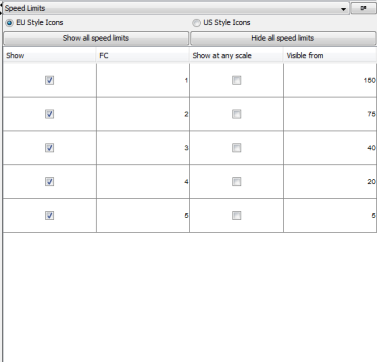 Speed Limits
EU Style Icons US Style Icons
Show all speed limits Hide all speed limits
Show FC Show at any scale Visible from
1 150
2 75
3 40
4 20
5 5